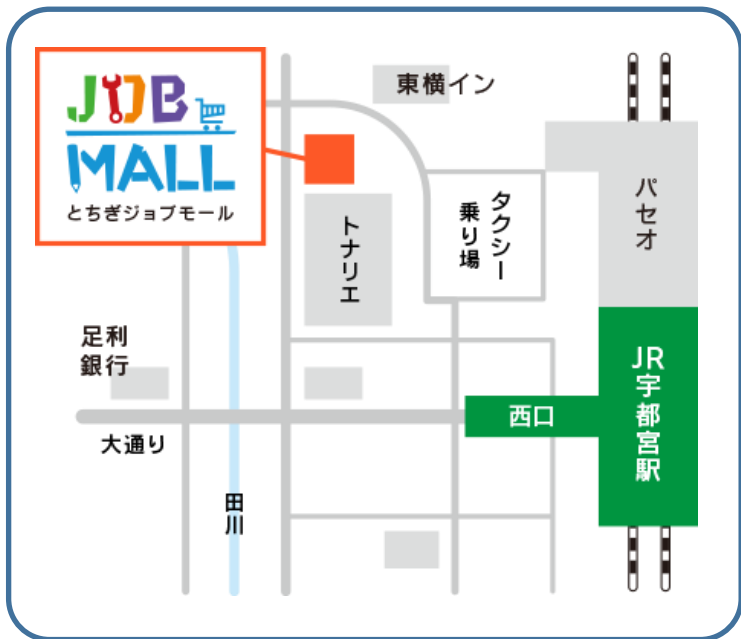 JOB
MALL
とちぎジョブモール
東横イン
パセオ
タクシー
乗り場
トナリエ
足利
銀行
JR宇都宮駅
西口
大通り
田川